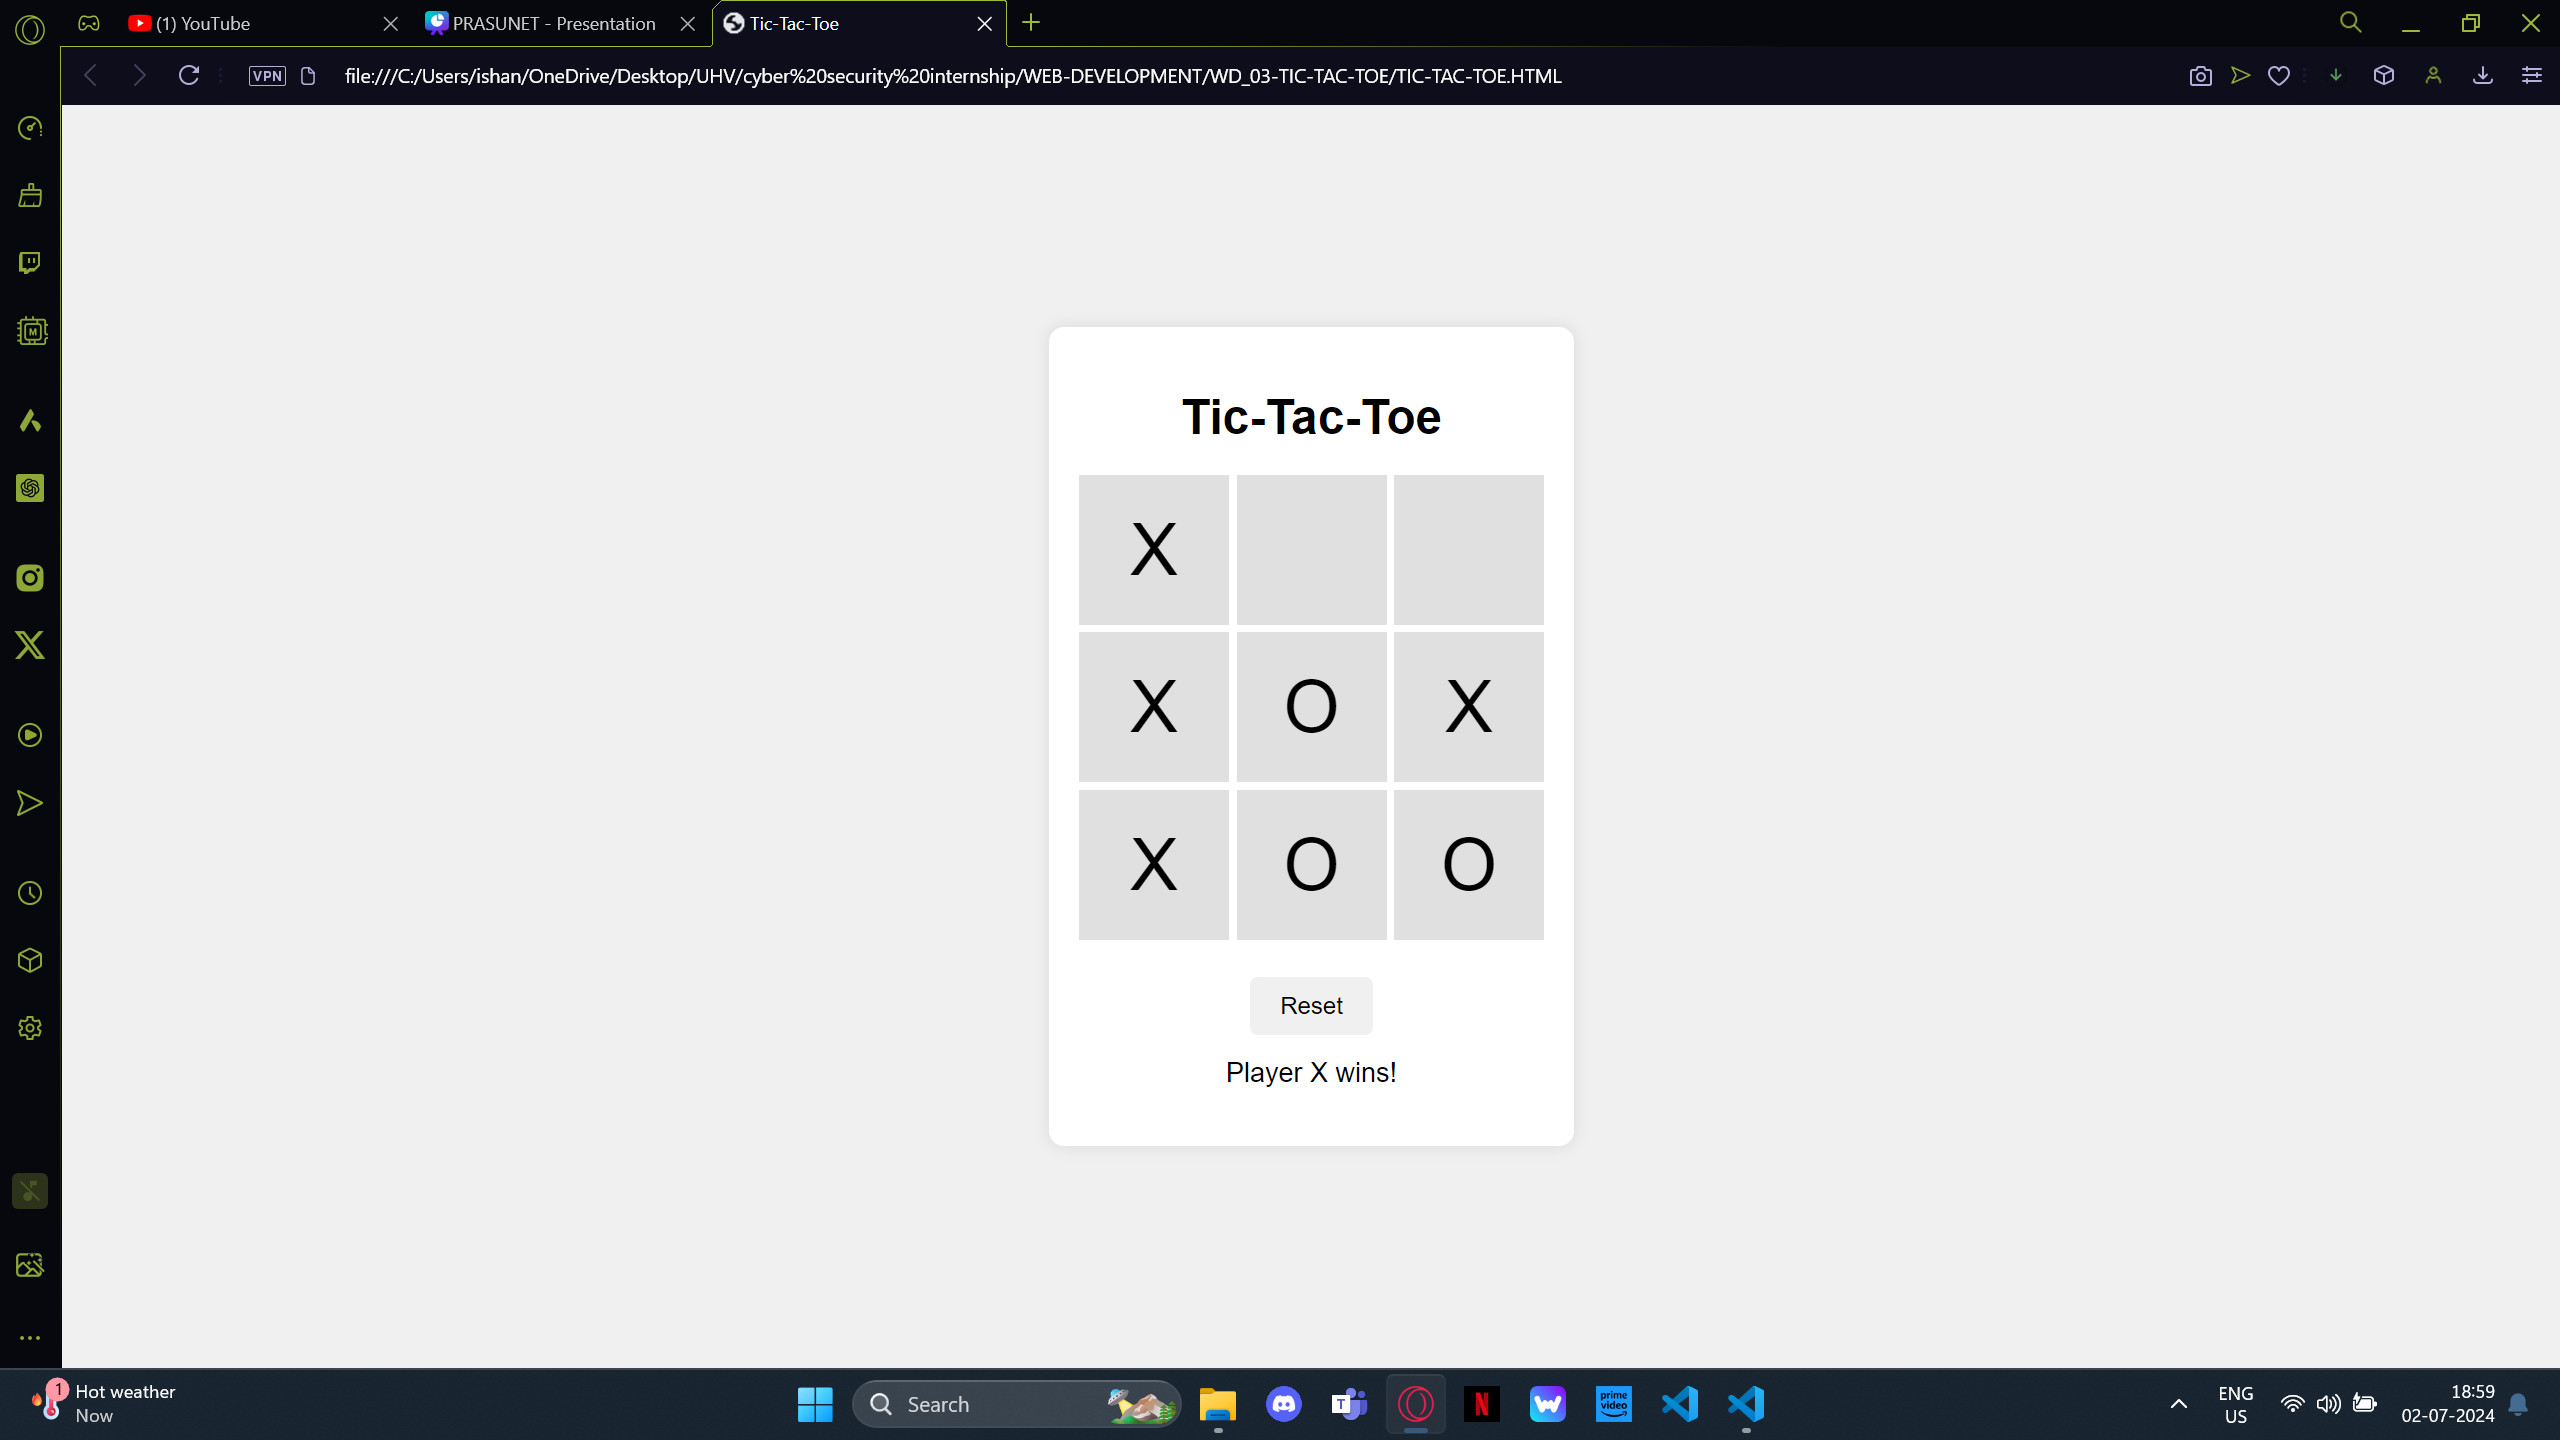 (1) YouTube
PRASUNET - Presentation
Tic-Tac-Toe
VPN
file:///C:/Users/ishan/OneDrive/Desktop/UHV/cyber%20security%20internship/WEB-DEVELOPMENT/WD_03-TIC-TAC-TOE/TIC-TAC-TOE.HTML
M
Tic-Tac-Toe
X
X O X
X O O
Reset
Player X wins!
1
Hot weather
Now
Search
T
N
prime video
ENG
US
18:59
02-07-2024